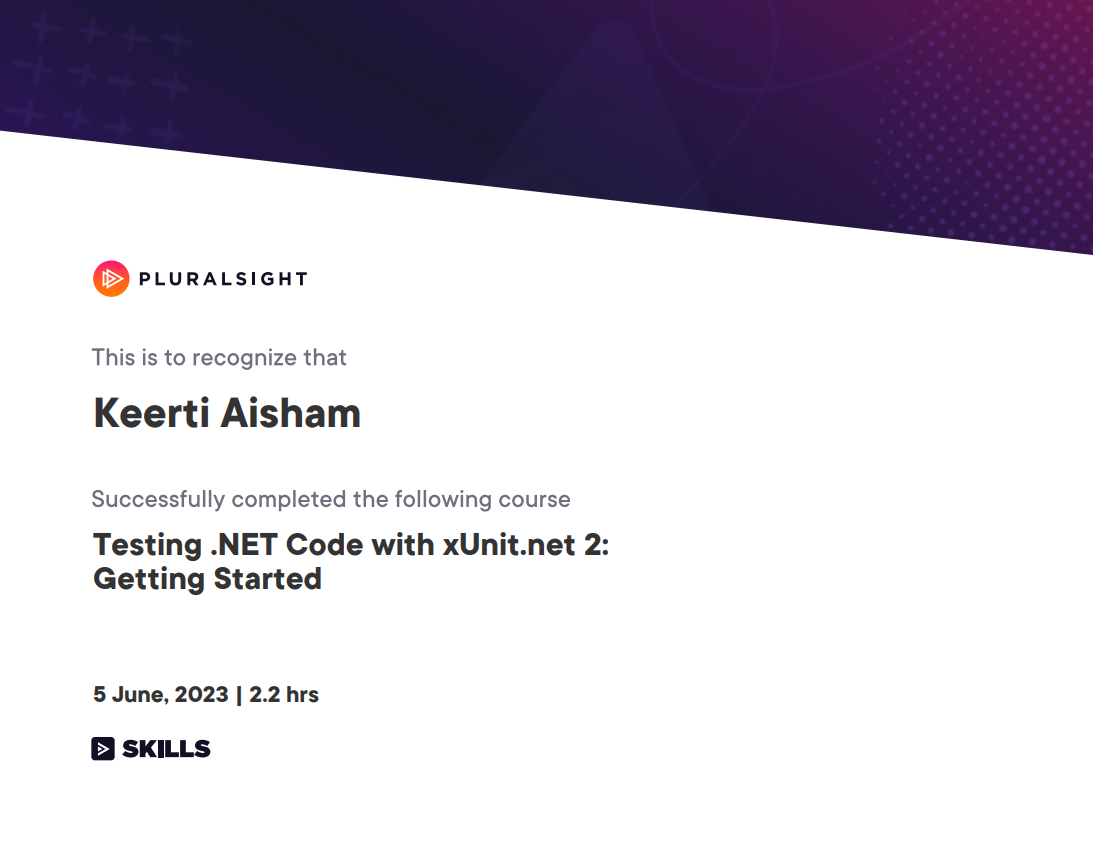 PLURALSIGHT
This is to recognize that
Keerti Aisham
Successfully completed the following course
Testing .NET Code with xUnit.net 2:
Getting Started
5 June, 2023 | 2.2 hrs
SKILLS